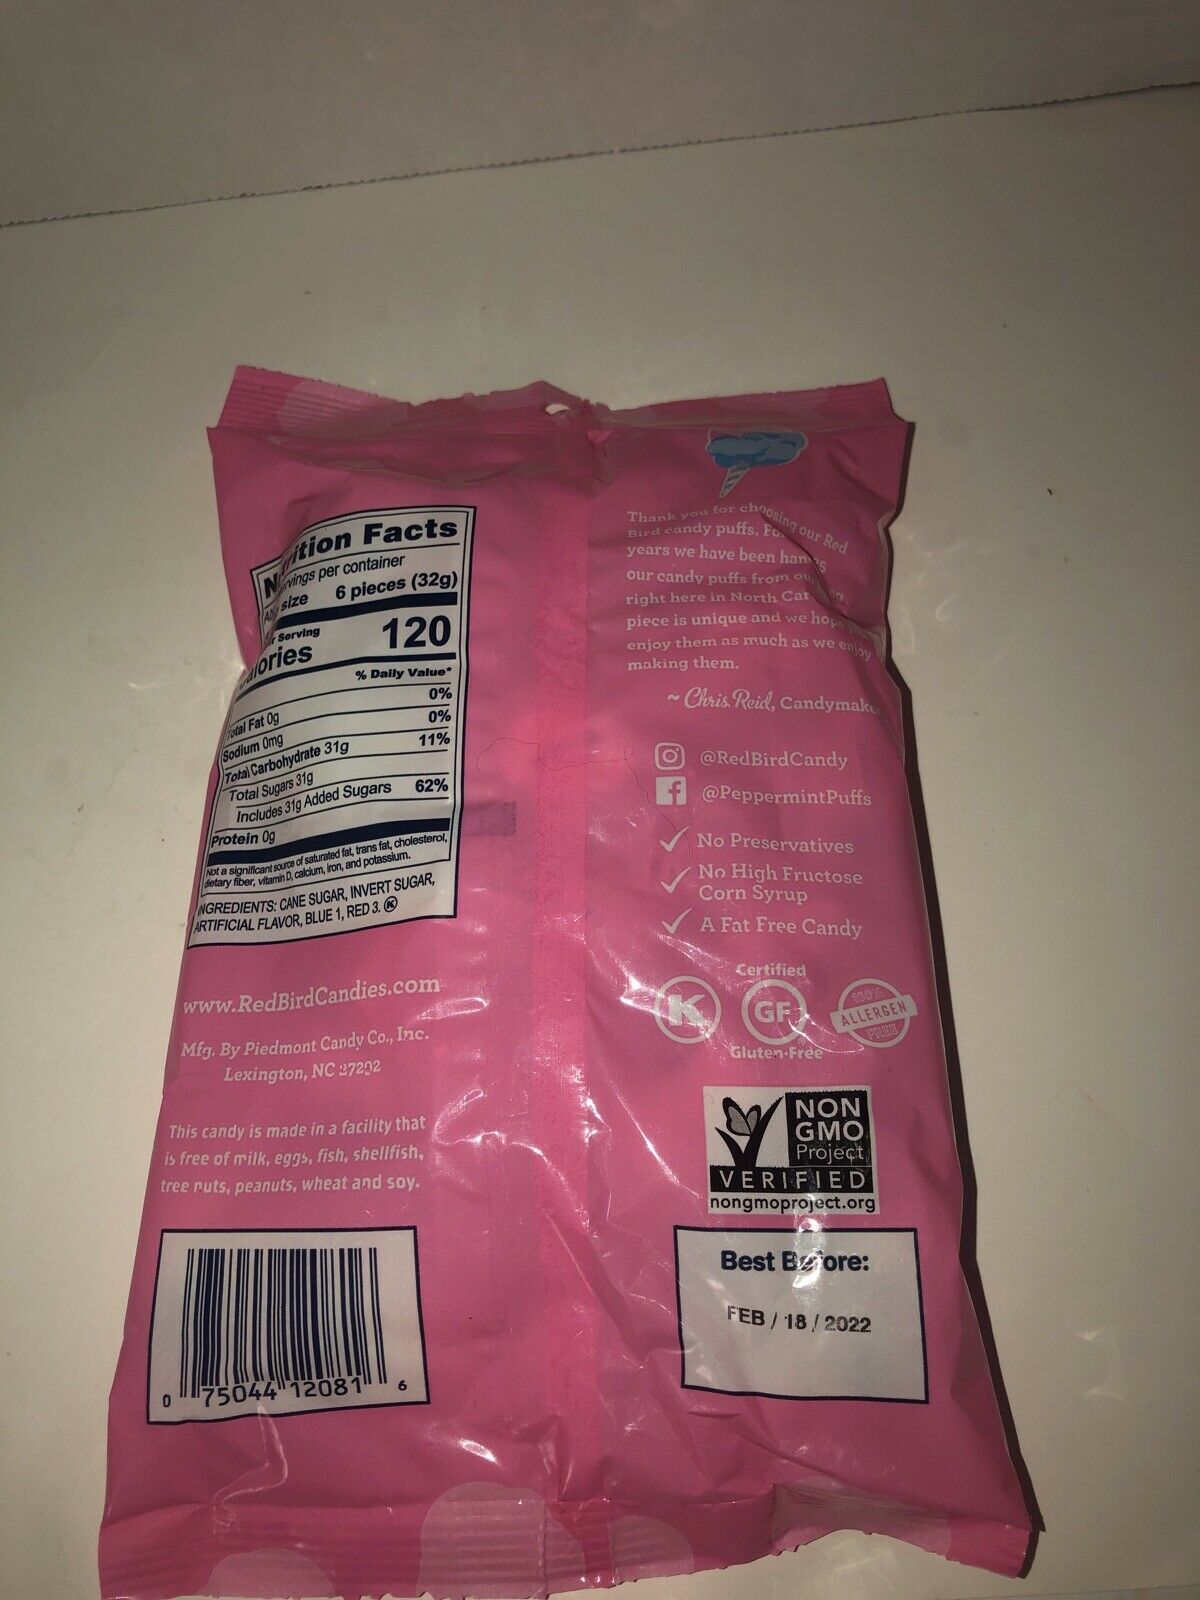 Facts
servings per container
size 6 pieces (32g)
Serving
120
% Daily Value*
Total Fat 0g 0%
Sodium 0mg 0%
Total Carbohydrate 31g 11%
Total Sugars 31g
Includes 31g Added Sugars 62%
Protein 0g
Not a significant source of saturated fat, trans fat, cholesterol,
dietary fiber, vitamin D, calcium, iron, and potassium.
INGREDIENTS: CANE SUGAR, INVERT SUGAR,
ARTIFICIAL FLAVOR, BLUE 1, RED 3. K
www.RedBirdCandies.com
Mfg. By Piedmont Candy Co., Inc.
Lexington, NC 27292
This candy is made in a facility that
is free of milk, eggs, fish, shellfish,
tree nuts, peanuts, wheat and soy.
0 75044 12081 6
Thank you for choosing our Red
Bird candy puffs.
years we have been
our candy puffs from
right here in North
piece is unique and we hope
enjoy them as much as we enjoy
making them.
~ Chris Reid, Candymaker
@RedBirdCandy
@PeppermintPuffs
No Preservatives
No High Fructose
Corn Syrup
A Fat Free Candy
Certified
K GF
Gluten-Free
100%
ALLERGEN
FREE
NON
GMO
Project
VERIFIED
nongmoproject.org
Best Before:
FEB / 18 / 2022